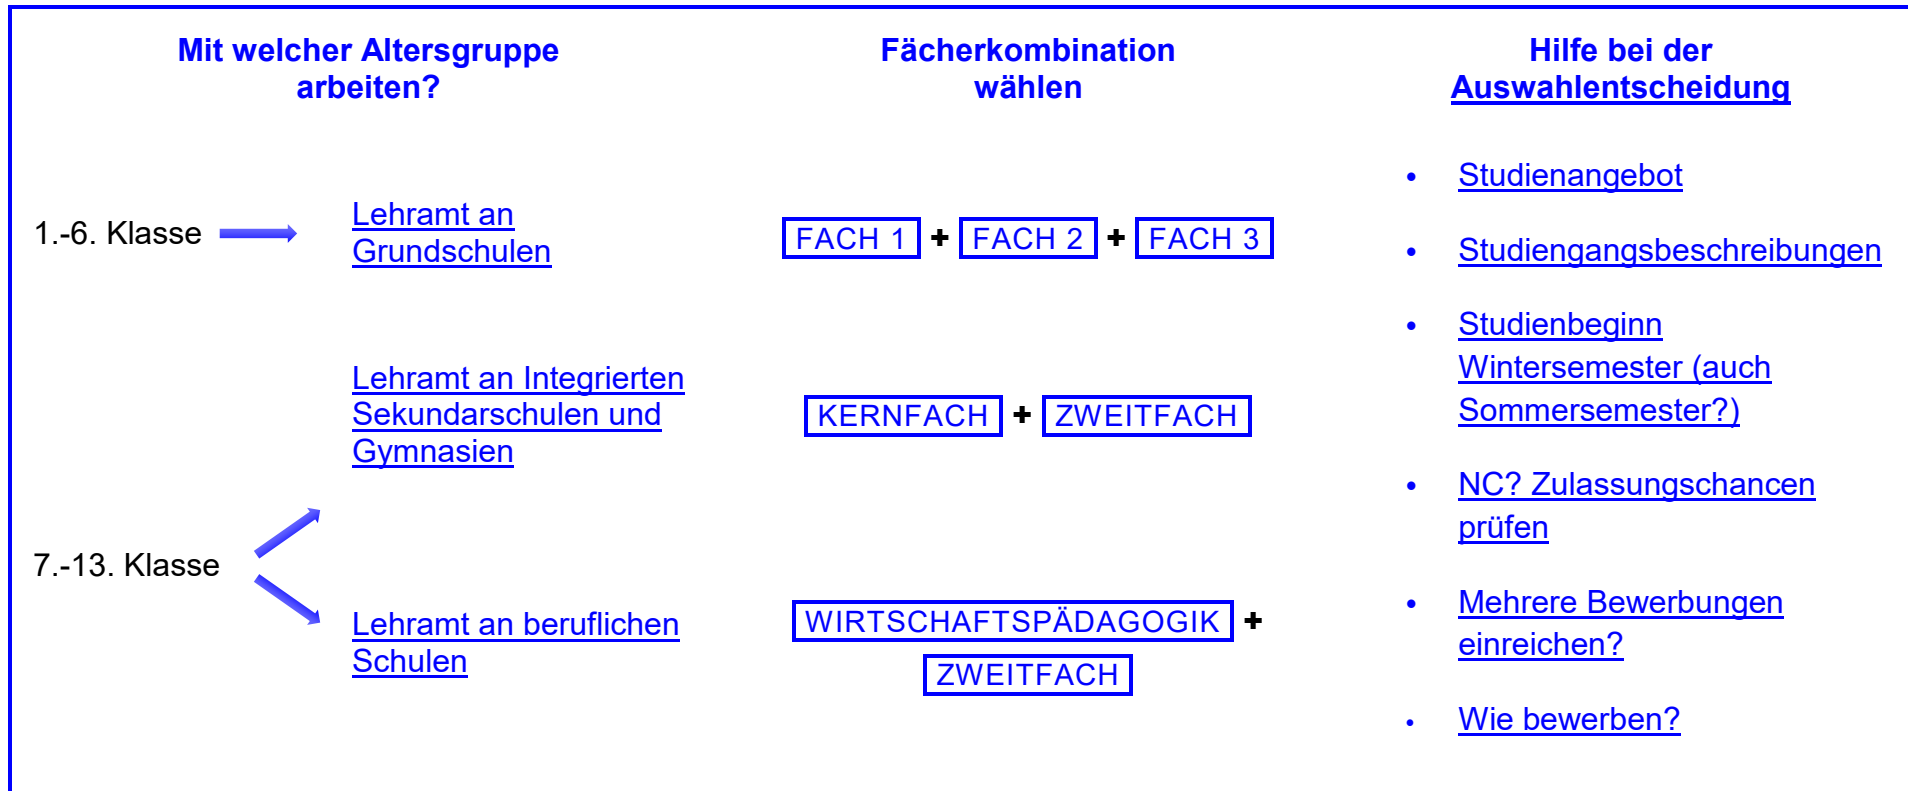 Mit welcher Altersgruppe
arbeiten?
Fächerkombination
wählen
Hilfe bei der
Auswahlentscheidung
1.-6. Klasse
Lehramt an
Grundschulen
FACH 1 + FACH 2 + FACH 3
7.-13. Klasse
Lehramt an Integrierten
Sekundarschulen und
Gymnasien
KERNFACH + ZWEITFACH
Lehramt an beruflichen
Schulen
WIRTSCHAFTSPÄDAGOGIK +
ZWEITFACH
• Studienangebot
• Studiengangsbeschreibungen
• Studienbeginn
Wintersemester (auch
Sommersemester?)
• NC? Zulassungschancen
prüfen
• Mehrere Bewerbungen
einreichen?
• Wie bewerben?